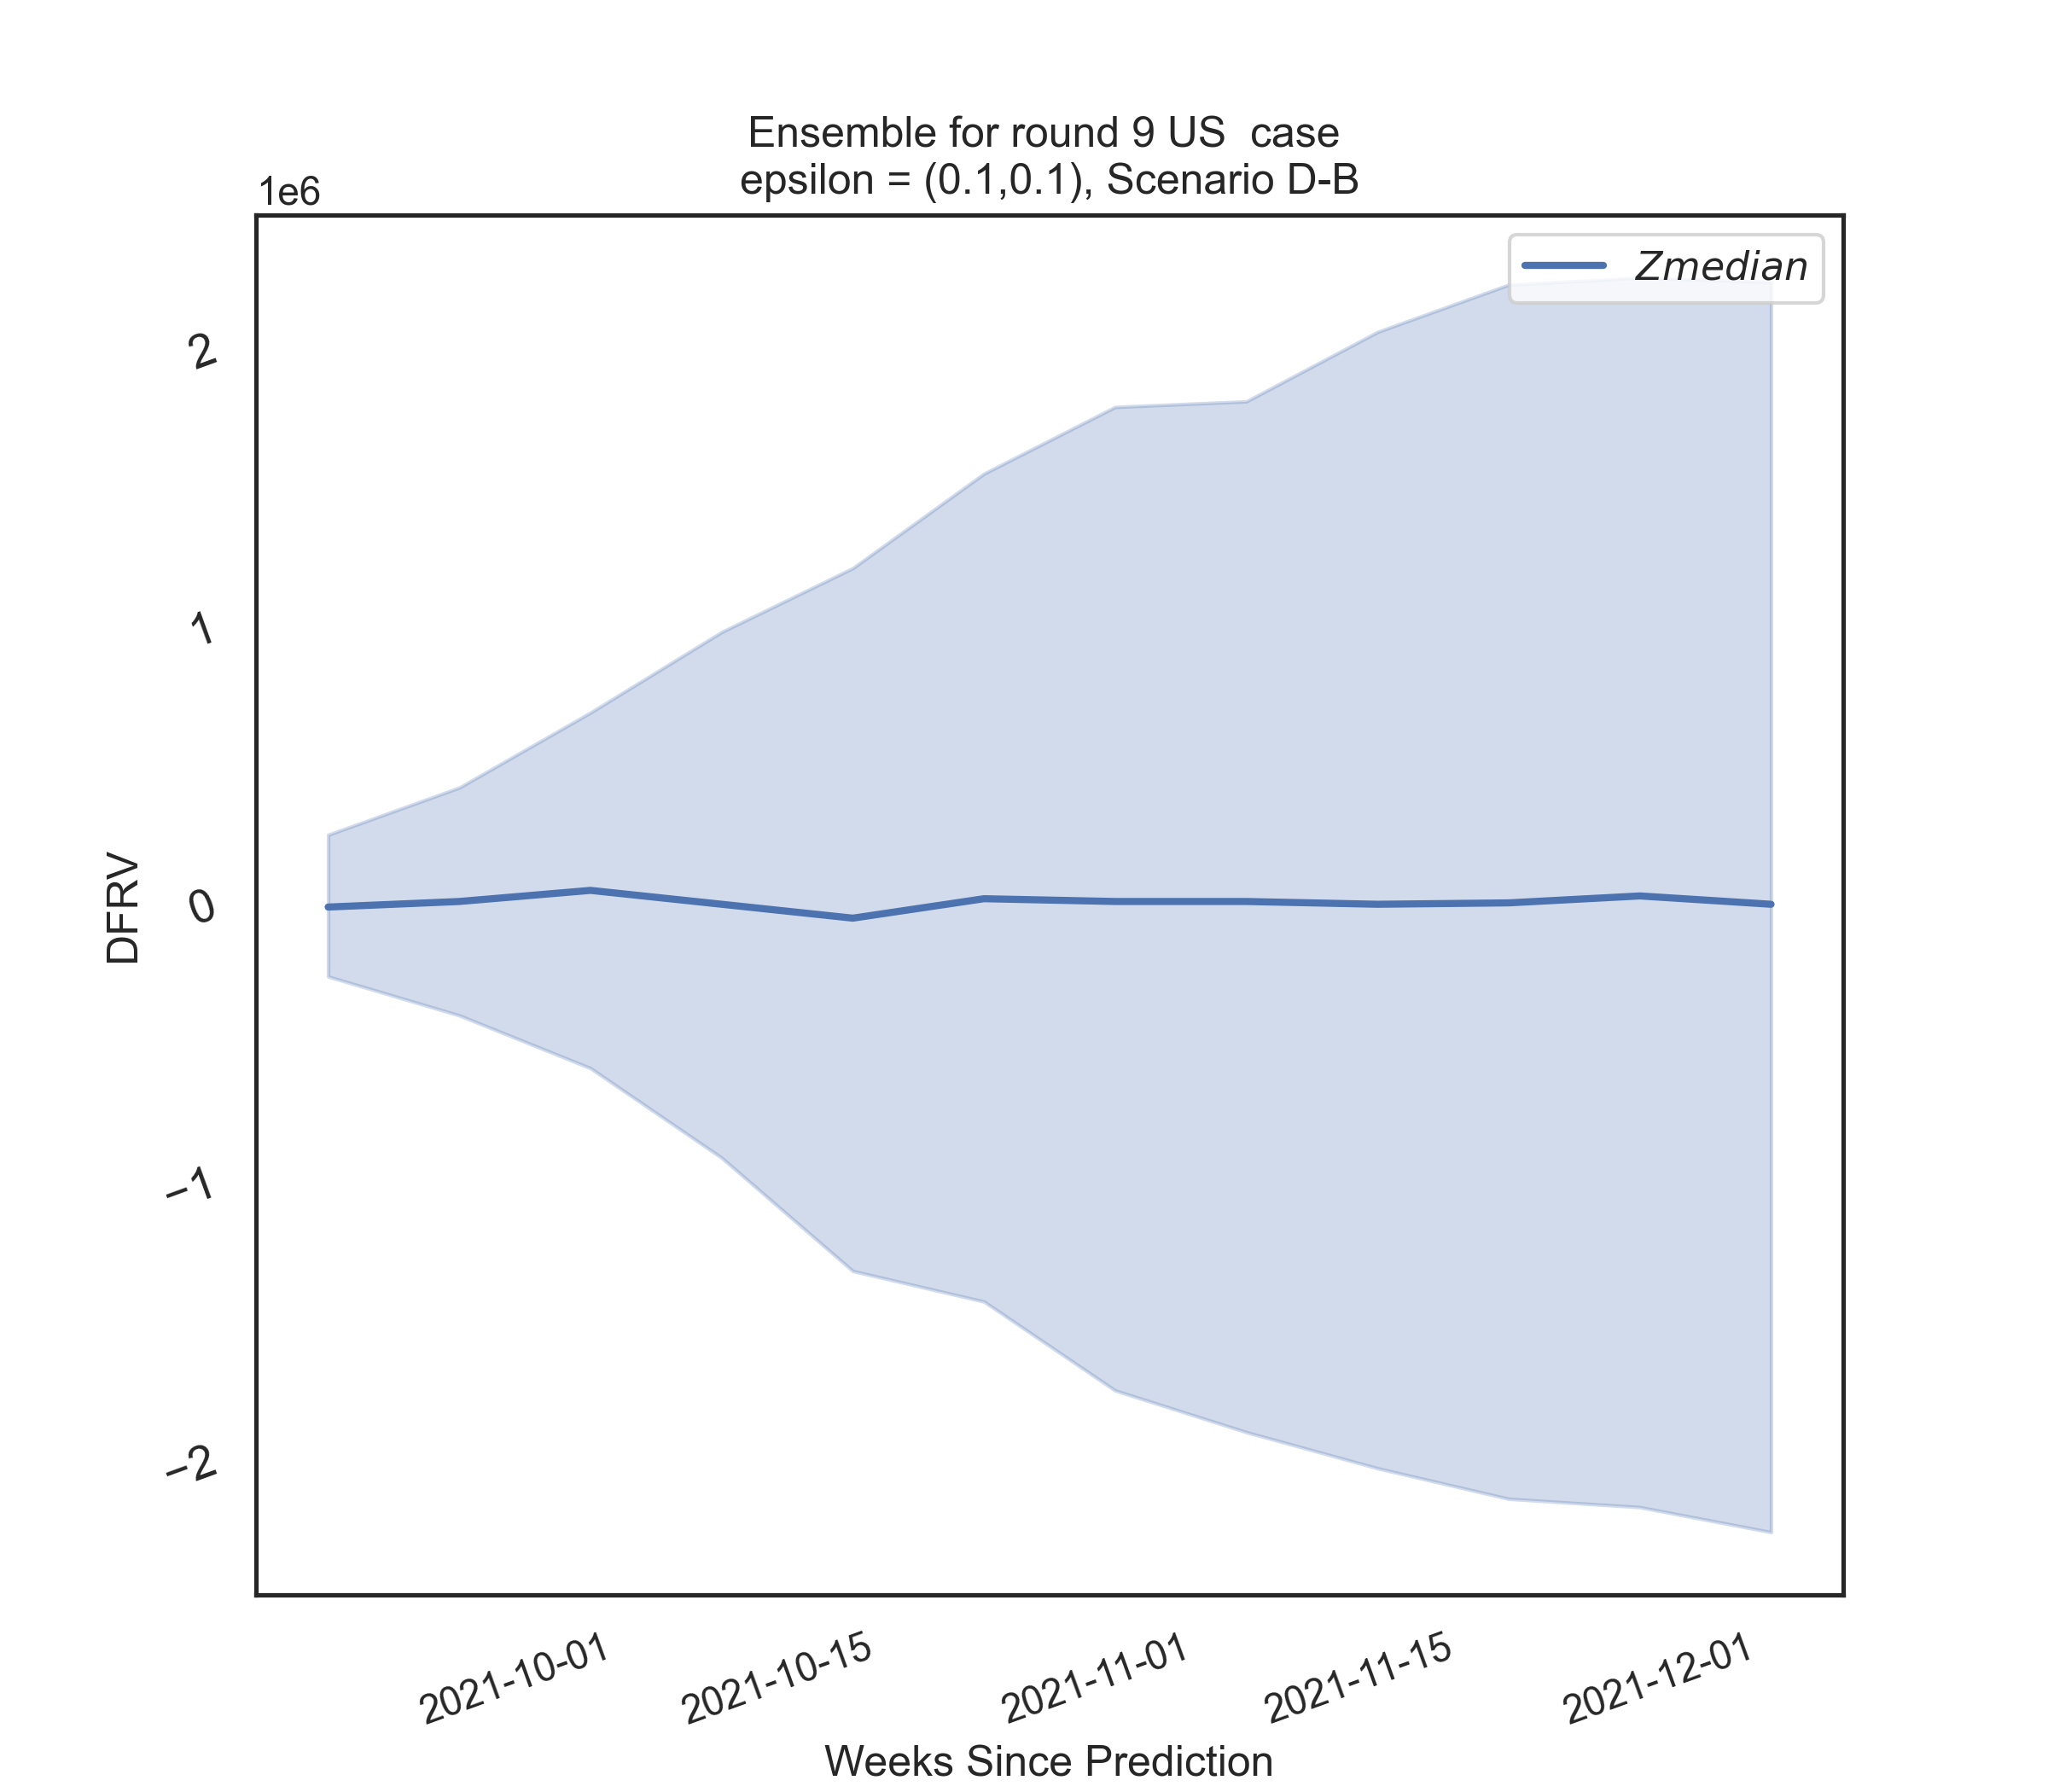 Ensemble for round 9 US  case
epsilon = (0.1,0.1), Scenario D-B
1e6
Zmedian
2
1
0
−1
−2
DFRV
2021-10-01
2021-10-15
2021-11-01
2021-11-15
2021-12-01
Weeks Since Prediction